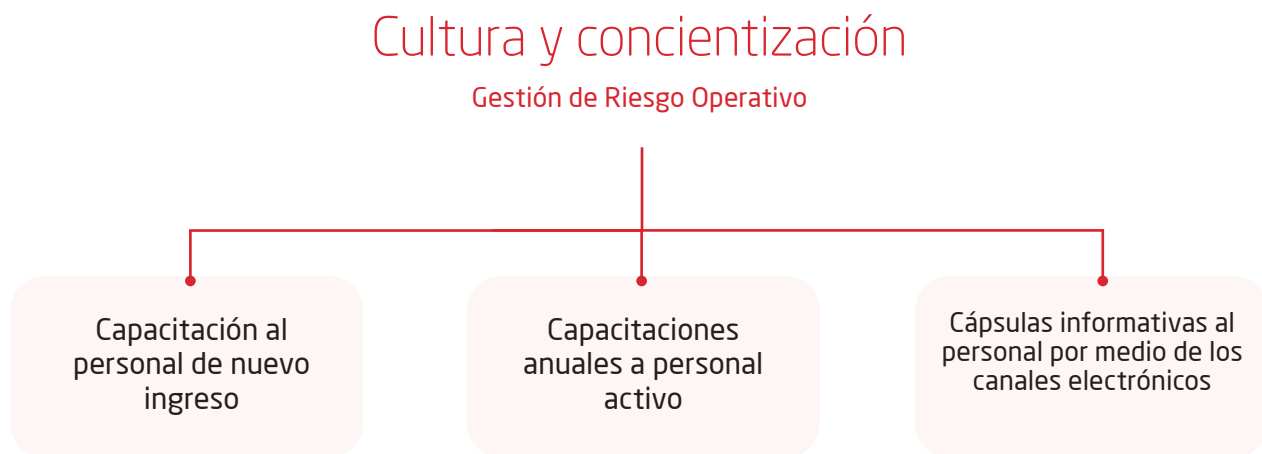 Cultura y concientización
Gestión de Riesgo Operativo
Capacitación al
personal de nuevo
ingreso
Capacitaciones
anuales a personal
activo
Cápsulas informativas al
personal por medio de los
canales electrónicos